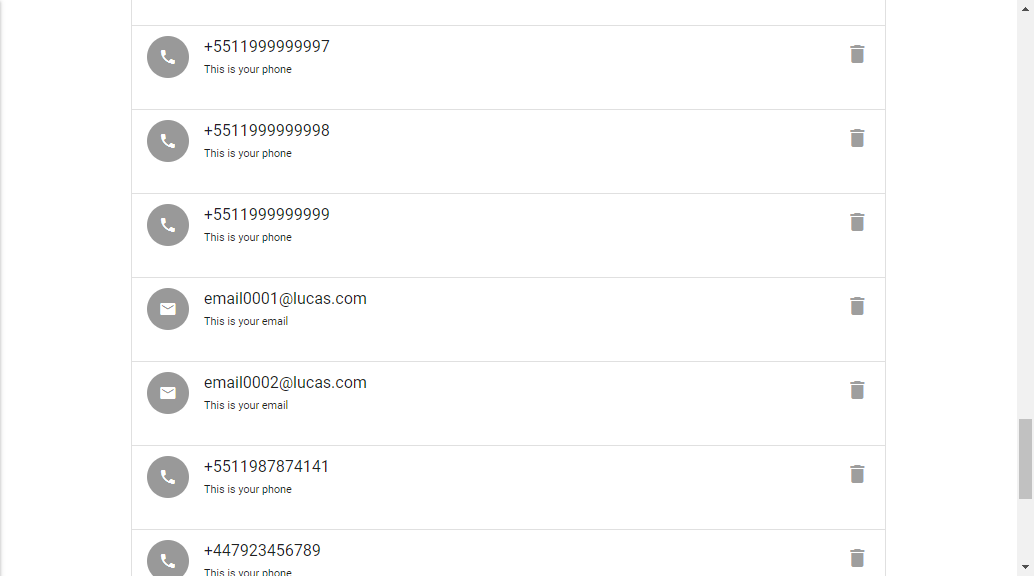 +5511999999997
This is your phone
+5511999999998
This is your phone
+5511999999999
This is your phone
email0001@lucas.com
This is your email
email0002@lucas.com
This is your email
+5511987874141
This is your phone
+447923456789
This is your phone